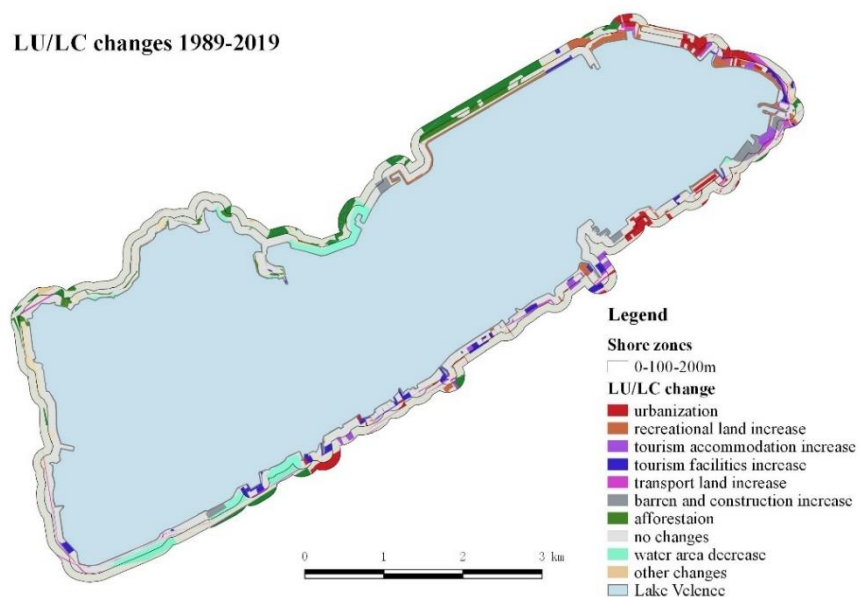 LU/LC changes 1989-2019
Legend
Shore zones
0-100-200m
LU/LC change
urbanization
recreational land increase
tourism accommodation increase
tourism facilities increase
transport land increase
barren and construction increase
afforestaion
no changes
water area decrease
other changes
Lake Velence
0 1 2 3 km